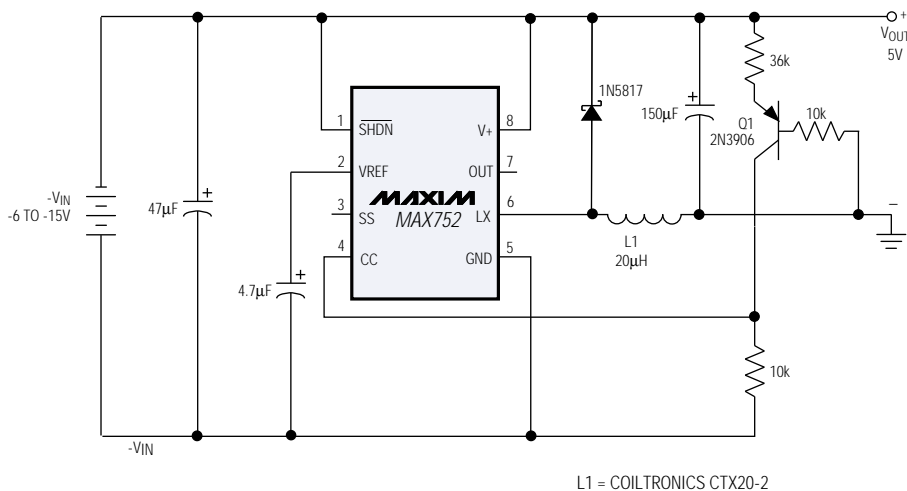 +
VOUT
5V
36k
1N5817
150µF
+
Q1
2N3906
10k
1
SHDN
V+
8
2
VREF
OUT
7
-VIN
-6 TO -15V
47µF
+
MAXIM
MAX752
3
SS
LX
6
–
4
CC
GND
5
L1
20µH
4.7µF
+
10k
-VIN
L1 = COILTRONICS CTX20-2